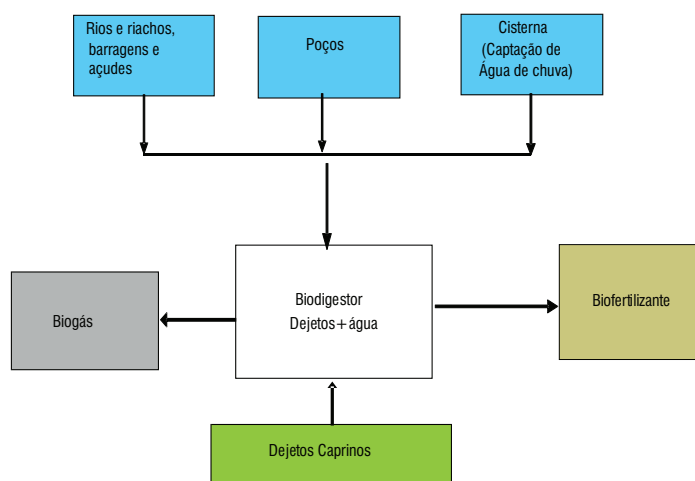 Rios e riachos,
barragens e
açudes
Poços
Cisterna
(Captação de
Água de chuva)
Biogás
Biodigestor
Dejetos+água
Biofertilizante
Dejetos Caprinos